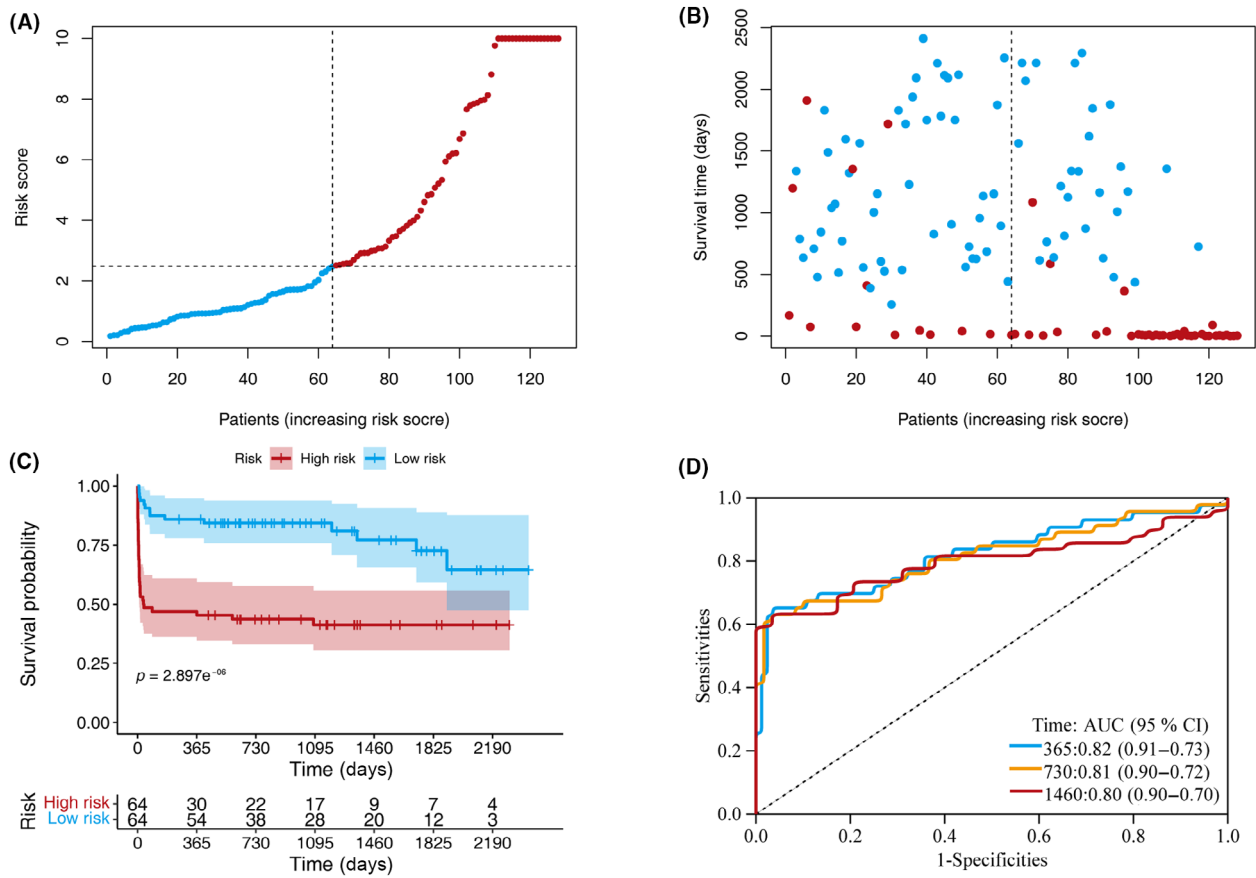 (A)
Risk score
10
8
6
4
2
0
0 20 40 60 80 100 120
Patients (increasing risk socre)
(B)
Survival time (days)
2500
2000
1500
1000
500
0
0 20 40 60 80 100 120
Patients (increasing risk socre)
(C)
Risk High risk Low risk
Survival probability
1.00
0.75
0.50
0.25
0.00
p = 2.897e⁻⁰⁶
0 365 730 1095 1460 1825 2190
Time (days)
Risk
High risk 64 30 22 17 9 7 4
Low risk 64 54 38 28 20 12 3
0 365 730 1095 1460 1825 2190
Time (days)
(D)
Sensitivities
1.0
0.8
0.6
0.4
0.2
0.0
Time: AUC (95 % CI)
365:0.82 (0.91−0.73)
730:0.81 (0.90−0.72)
1460:0.80 (0.90−0.70)
0.0 0.2 0.4 0.6 0.8 1.0
1-Specificities